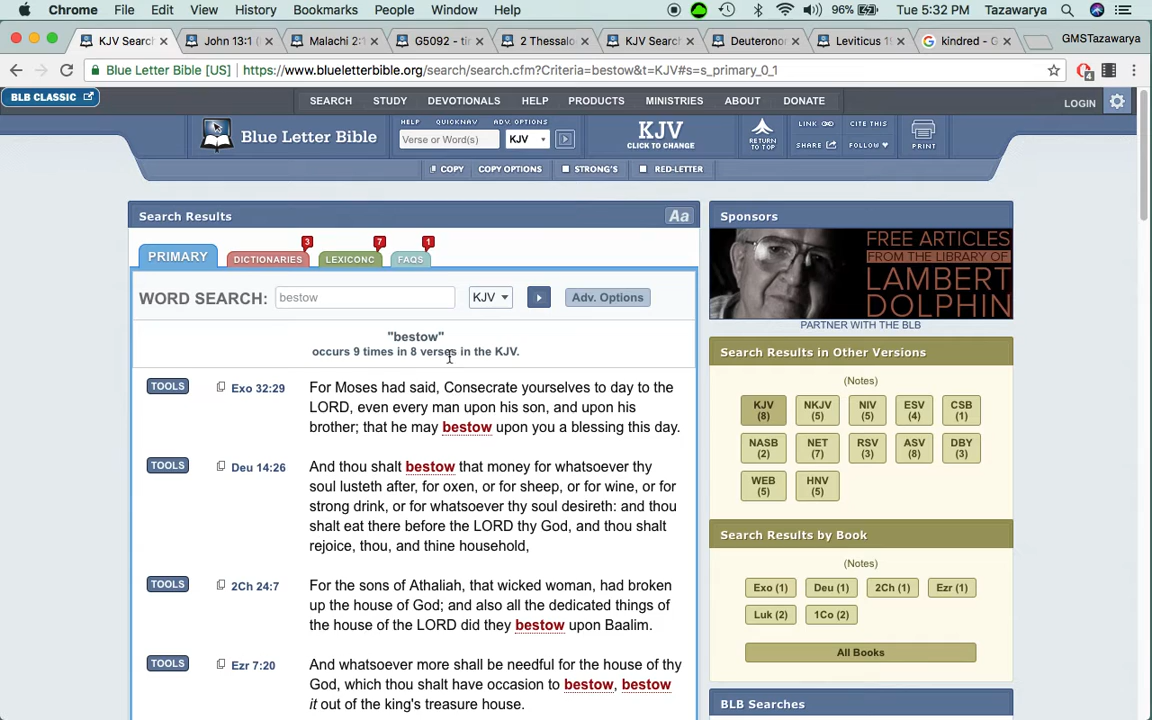 Chrome File Edit View History Bookmarks People Window Help 96% Tue 5:32 PM Tazawarya
KJV Search John 13:1 ( Malachi 2:1 G5092 - ti 2 Thessalo KJV Search Deuteronor Leviticus 19 kindred - G GMSTazawarya
Blue Letter Bible [US] https://www.blueletterbible.org/search/search.cfm?Criteria=bestow&t=KJV#s=s_primary_0_1 4
BLB CLASSIC SEARCH STUDY DEVOTIONALS HELP PRODUCTS MINISTRIES ABOUT DONATE LOGIN
Blue Letter Bible
HELP QUICKNAV ADV. OPTIONS
Verse or Word(s) KJV
KJV
CLICK TO CHANGE
RETURN TO TOP
LINK CITE THIS
SHARE FOLLOW
PRINT
COPY COPY OPTIONS STRONG'S RED-LETTER
Search Results Aa
PRIMARY DICTIONARIES 3 LEXICONC 7 FAQS 1
WORD SEARCH: bestow KJV Adv. Options
"bestow"
occurs 9 times in 8 verses in the KJV.
TOOLS Exo 32:29 For Moses had said, Consecrate yourselves to day to the
LORD, even every man upon his son, and upon his
brother; that he may bestow upon you a blessing this day.
TOOLS Deu 14:26 And thou shalt bestow that money for whatsoever thy
soul lusteth after, for oxen, or for sheep, or for wine, or for
strong drink, or for whatsoever thy soul desireth: and thou
shalt eat there before the LORD thy God, and thou shalt
rejoice, thou, and thine household,
TOOLS 2Ch 24:7 For the sons of Athaliah, that wicked woman, had broken
up the house of God; and also all the dedicated things of
the house of the LORD did they bestow upon Baalim.
TOOLS Ezr 7:20 And whatsoever more shall be needful for the house of thy
God, which thou shalt have occasion to bestow, bestow
it out of the king's treasure house.
Sponsors
FREE ARTICLES
FROM THE LIBRARY OF
LAMBERT
DOLPHIN
PARTNER WITH THE BLB
Search Results in Other Versions
(Notes)
KJV (8) NKJV (5) NIV (5) ESV (4) CSB (1)
NASB (2) NET (7) RSV (3) ASV (8) DBY (3)
WEB (5) HNV (5)
Search Results by Book
(Notes)
Exo (1) Deu (1) 2Ch (1) Ezr (1)
Luk (2) 1Co (2)
All Books
BLB Searches